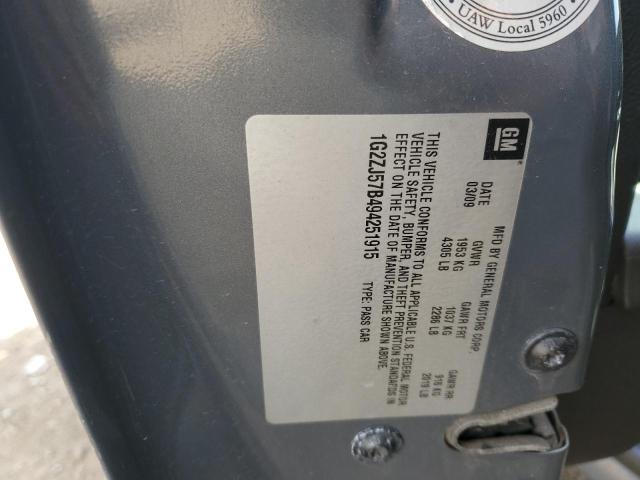 UAW Local 5960
GM
MFD BY GENERAL MOTORS CORP.
DATE GVWR GAWR FRT GAWR RR
03/09 1953 KG 1037 KG 916 KG
4305 LB 2286 LB 2019 LB
THIS VEHICLE CONFORMS TO ALL APPLICABLE U.S. FEDERAL MOTOR
VEHICLE SAFETY, BUMPER, AND THEFT PREVENTION STANDARDS IN
EFFECT ON THE DATE OF MANUFACTURE SHOWN ABOVE.
1G2ZJ57B494251915 TYPE: PASS CAR